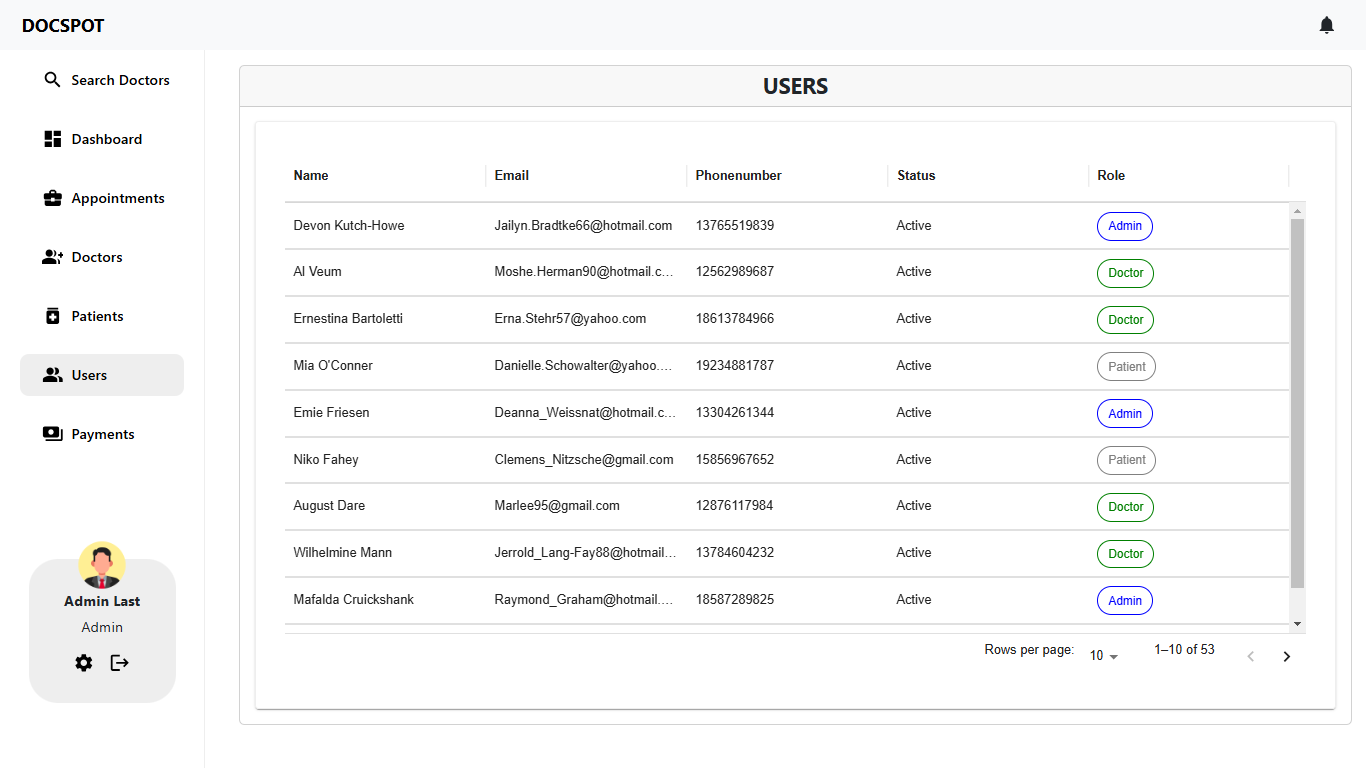 DOCSPOT
Search Doctors
Dashboard
Appointments
Doctors
Patients
Users
Payments
Admin Last
Admin
USERS
Name Email Phonenumber Status Role
Devon Kutch-Howe Jailyn.Bradtke66@hotmail.com 13765519839 Active Admin
Al Veum Moshe.Herman90@hotmail.c... 12562989687 Active Doctor
Ernestina Bartoletti Erna.Stehr57@yahoo.com 18613784966 Active Doctor
Mia O'Conner Danielle.Schowalter@yahoo.... 19234881787 Active Patient
Emie Friesen Deanna_Weissnat@hotmail.c... 13304261344 Active Admin
Niko Fahey Clemens_Nitzsche@gmail.com 15856967652 Active Patient
August Dare Marlee95@gmail.com 12876117984 Active Doctor
Wilhelmine Mann Jerrold_Lang-Fay88@hotmail... 13784604232 Active Doctor
Mafalda Cruickshank Raymond_Graham@hotmail.... 18587289825 Active Admin
Rows per page: 10 1–10 of 53